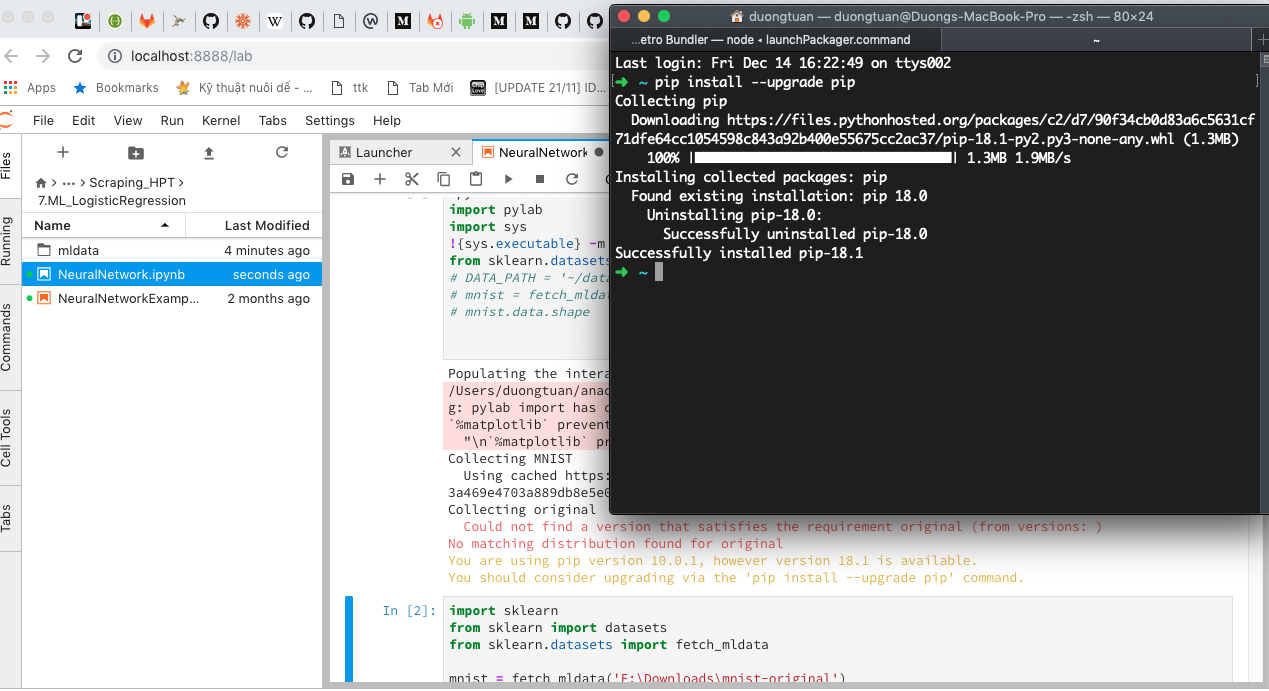 localhost:8888/lab
Apps
Bookmarks
Kỹ thuật nuôi dế - ...
ttk
Tab Mới
[UPDATE 21/11] ID...
File Edit View Run Kernel Tabs Settings Help
Files
Running
Commands
Cell Tools
Tabs
... > Scraping_HPT >
7.ML_LogisticRegression
Name Last Modified
mldata 4 minutes ago
NeuralNetwork.ipynb seconds ago
NeuralNetworkExamp... 2 months ago
Launcher
NeuralNetwork
import pylab
import sys
!{sys.executable} -m
from sklearn.datasets
# DATA_PATH = '~/data
# mnist = fetch_mldat
# mnist.data.shape
Populating the intera
/Users/duongtuan/anac
g: pylab import has c
`%matplotlib` prevent
"\n`%matplotlib` pr
Collecting MNIST
Using cached https:
3a469e4703a889db8e5e0
Collecting original
Could not find a version that satisfies the requirement original (from versions: )
No matching distribution found for original
You are using pip version 10.0.1, however version 18.1 is available.
You should consider upgrading via the 'pip install --upgrade pip' command.
In [2]:
import sklearn
from sklearn import datasets
from sklearn.datasets import fetch_mldata
mnist = fetch_mldata('F:\Downloads\mnist-original')
duongtuan — duongtuan@Duongs-MacBook-Pro — -zsh — 80×24
...etro Bundler — node ◂ launchPackager.command
~
Last login: Fri Dec 14 16:22:49 on ttys002
➜ ~ pip install --upgrade pip
Collecting pip
Downloading https://files.pythonhosted.org/packages/c2/d7/90f34cb0d83a6c5631cf
71dfe64cc1054598c843a92b400e55675cc2ac37/pip-18.1-py2.py3-none-any.whl (1.3MB)
100% | | 1.3MB 1.9MB/s
Installing collected packages: pip
Found existing installation: pip 18.0
Uninstalling pip-18.0:
Successfully uninstalled pip-18.0
Successfully installed pip-18.1
➜ ~